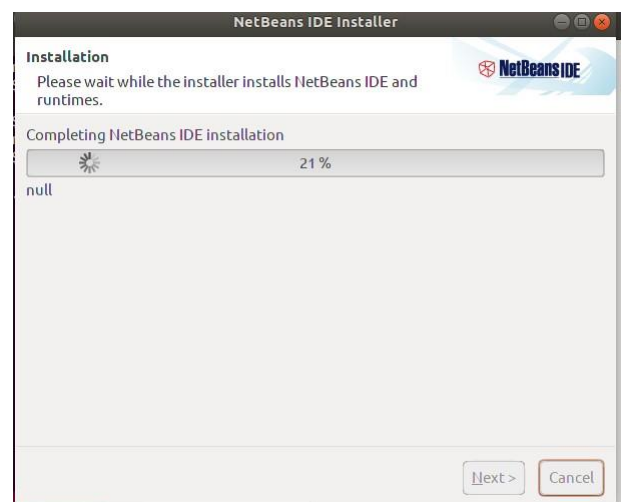 NetBeans IDE Installer
Installation
Please wait while the installer installs NetBeans IDE and
runtimes.
NetBeans IDE
Completing NetBeans IDE installation
21 %
null
Next >
Cancel